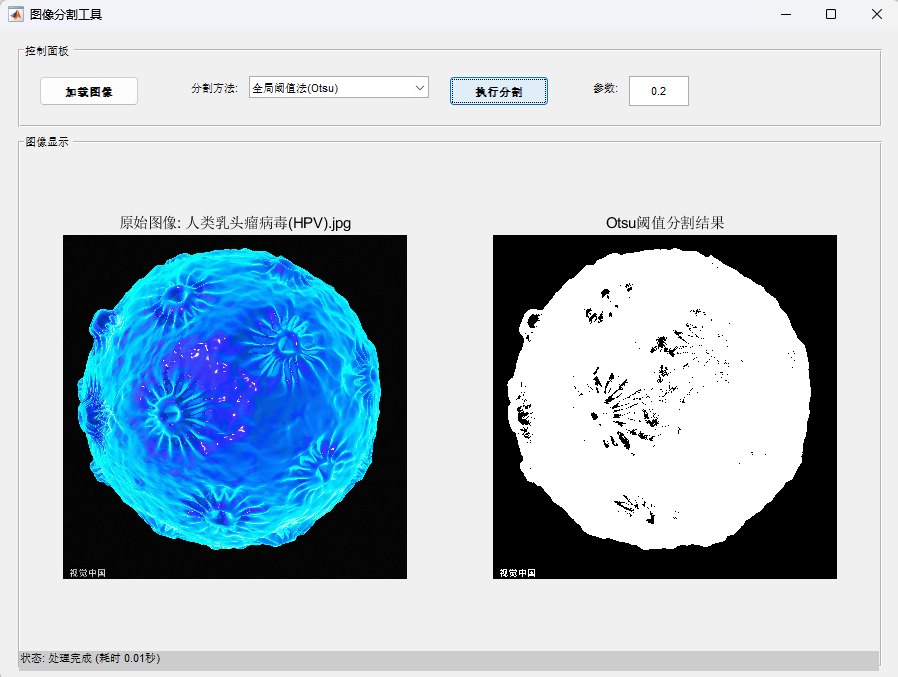 图像分割工具
控制面板
加载图像
分割方法:
全局阈值法(Otsu)
执行分割
参数:
0.2
图像显示
原始图像: 人类乳头瘤病毒(HPV).jpg
Otsu阈值分割结果
视觉中国
视觉中国
状态: 处理完成 (耗时 0.01秒)